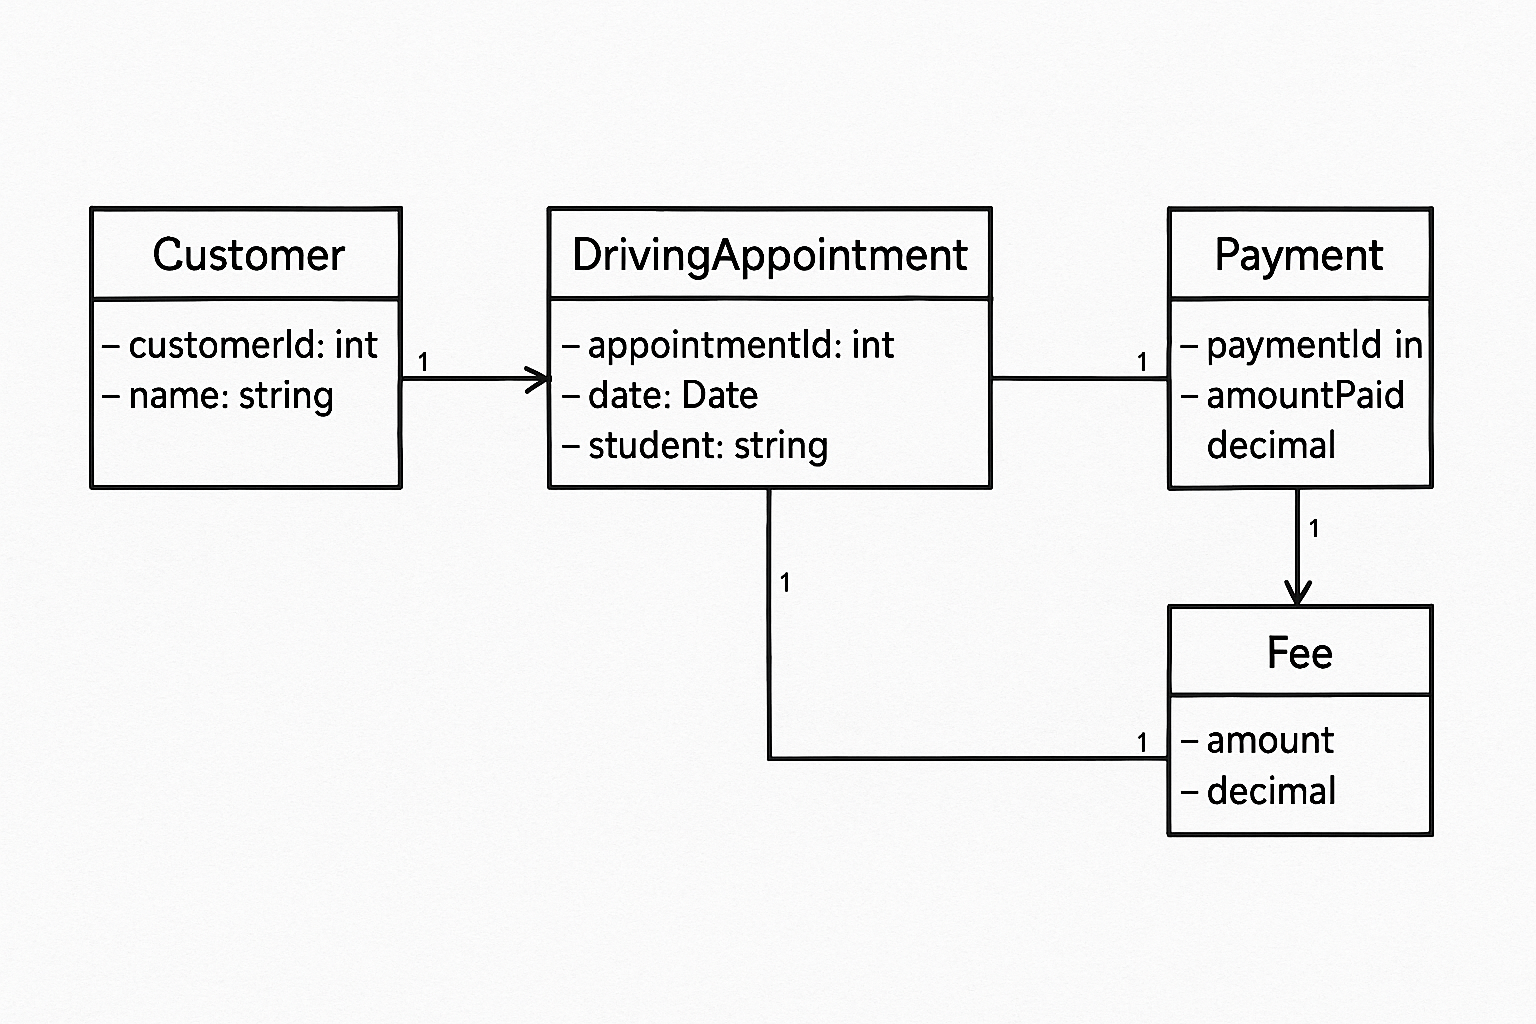 Customer
– customerId: int
– name: string
1
DrivingAppointment
– appointmentId: int
– date: Date
– student: string
1
Payment
– paymentId in
– amountPaid
decimal
1
1
1
Fee
– amount
– decimal